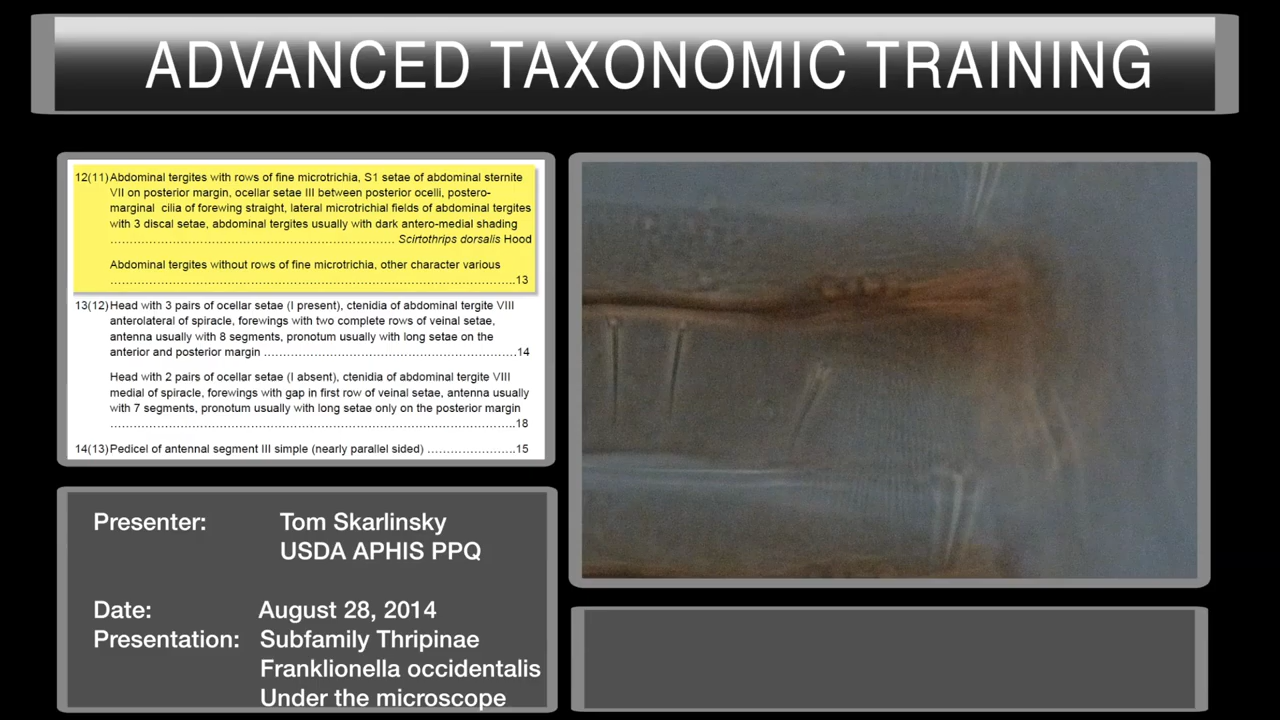 ADVANCED TAXONOMIC TRAINING
12(11) Abdominal tergites with rows of fine microtrichia, S1 setae of abdominal sternite
VII on posterior margin, ocellar setae III between posterior ocelli, postero-
marginal cilia of forewing straight, lateral microtrichial fields of abdominal tergites
with 3 discal setae, abdominal tergites usually with dark antero-medial shading
........................................................................ Scirtothrips dorsalis Hood
Abdominal tergites without rows of fine microtrichia, other character various
........................................................................................................13
13(12) Head with 3 pairs of ocellar setae (I present), ctenidia of abdominal tergite VIII
anterolateral of spiracle, forewings with two complete rows of veinal setae,
antenna usually with 8 segments, pronotum usually with long setae on the
anterior and posterior margin ................................................................14
Head with 2 pairs of ocellar setae (I absent), ctenidia of abdominal tergite VIII
medial of spiracle, forewings with gap in first row of veinal setae, antenna usually
with 7 segments, pronotum usually with long setae only on the posterior margin
........................................................................................................18
14(13) Pedicel of antennal segment III simple (nearly parallel sided) .......................15
Presenter: Tom Skarlinsky
USDA APHIS PPQ
Date: August 28, 2014
Presentation: Subfamily Thripinae
Franklionella occidentalis
Under the microscope